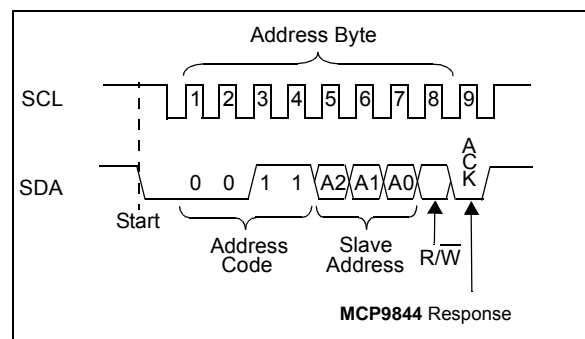 Address Byte
SCL
1 2 3 4 5 6 7 8 9
SDA
0 0 1 1 A2 A1 A0
ACK
Start
Address
Code
Slave
Address
R/W̅
MCP9844 Response